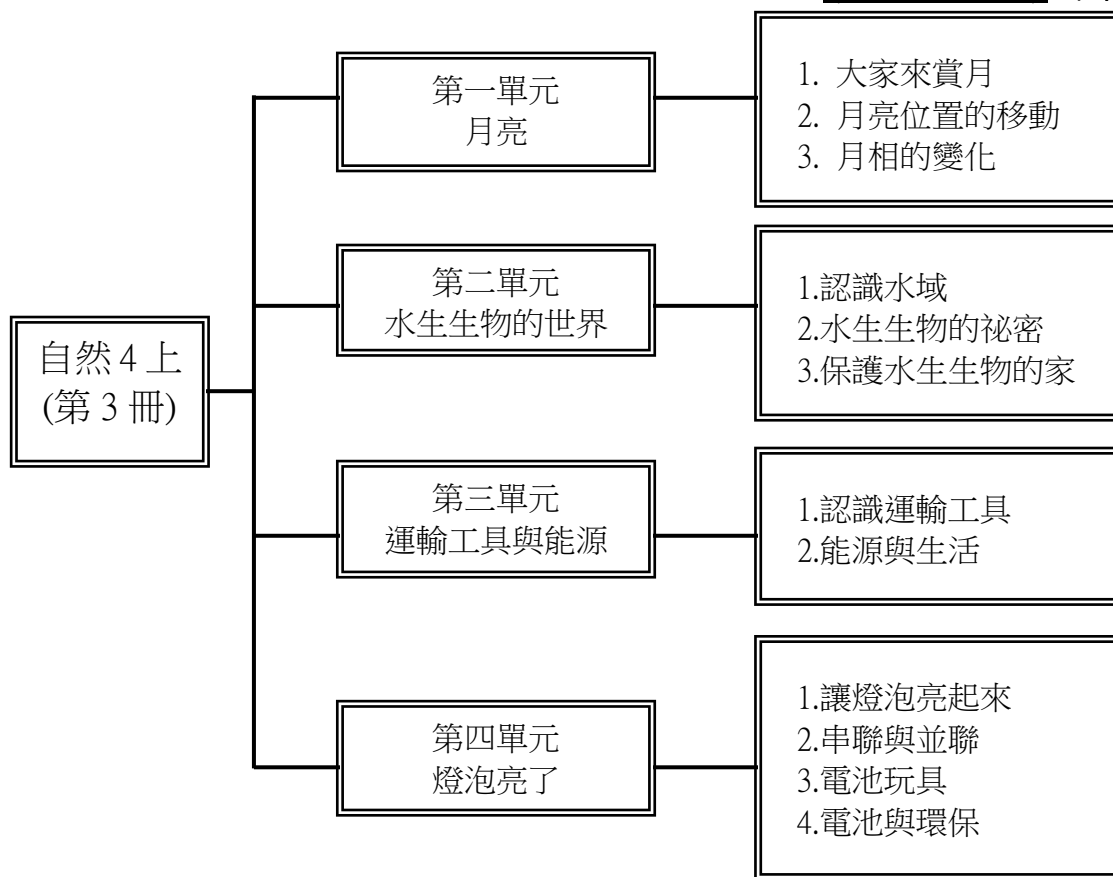 自然 4 上
(第 3 冊)
第一單元
月亮
1. 大家來賞月
2. 月亮位置的移動
3. 月相的變化
第二單元
水生生物的世界
1.認識水域
2.水生生物的祕密
3.保護水生生物的家
第三單元
運輸工具與能源
1.認識運輸工具
2.能源與生活
第四單元
燈泡亮了
1.讓燈泡亮起來
2.串聯與並聯
3.電池玩具
4.電池與環保